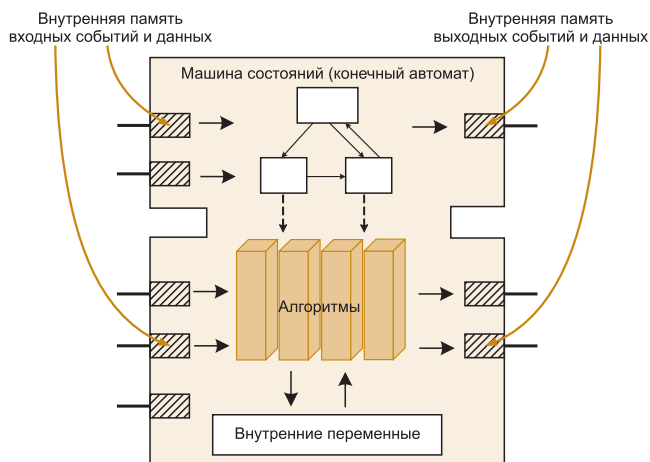 Внутренняя память
входных событий и данных
Внутренняя память
выходных событий и данных
Машина состояний (конечный автомат)
Алгоритмы
Внутренние переменные